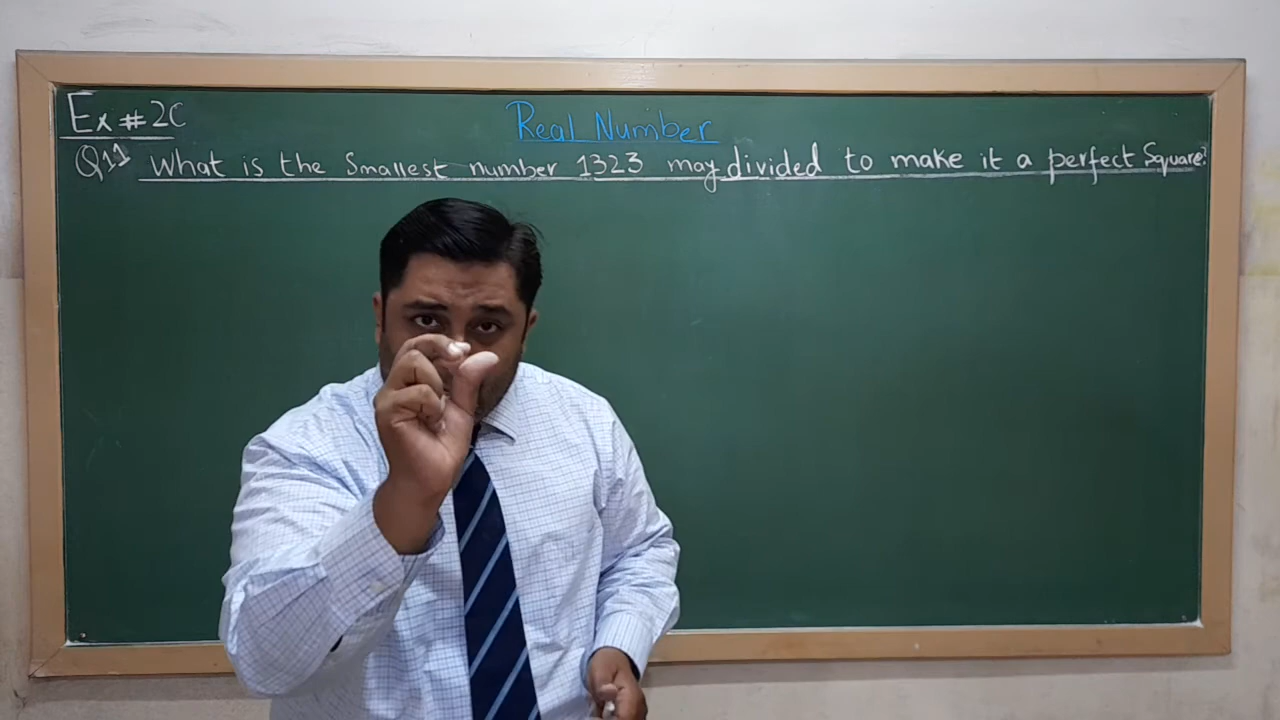 Ex # 2C
Real Number
Q11 What is the Smallest number 1323 may divided to make it a perfect Square?